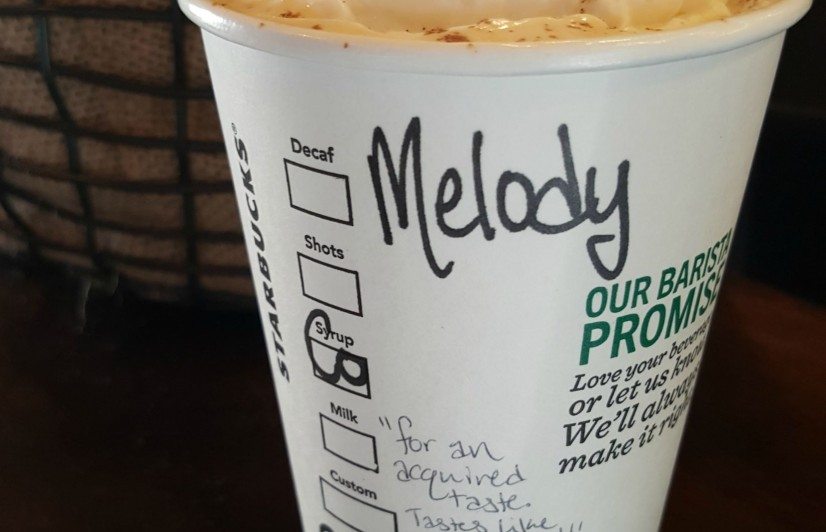 STARBUCKS®
Decaf
Shots
Syrup
B
Milk
Custom
Melody
OUR BARISTA
PROMISE
Love your beverage
or let us know
We'll always
make it right
"for an
acquired
taste.
Tastes like